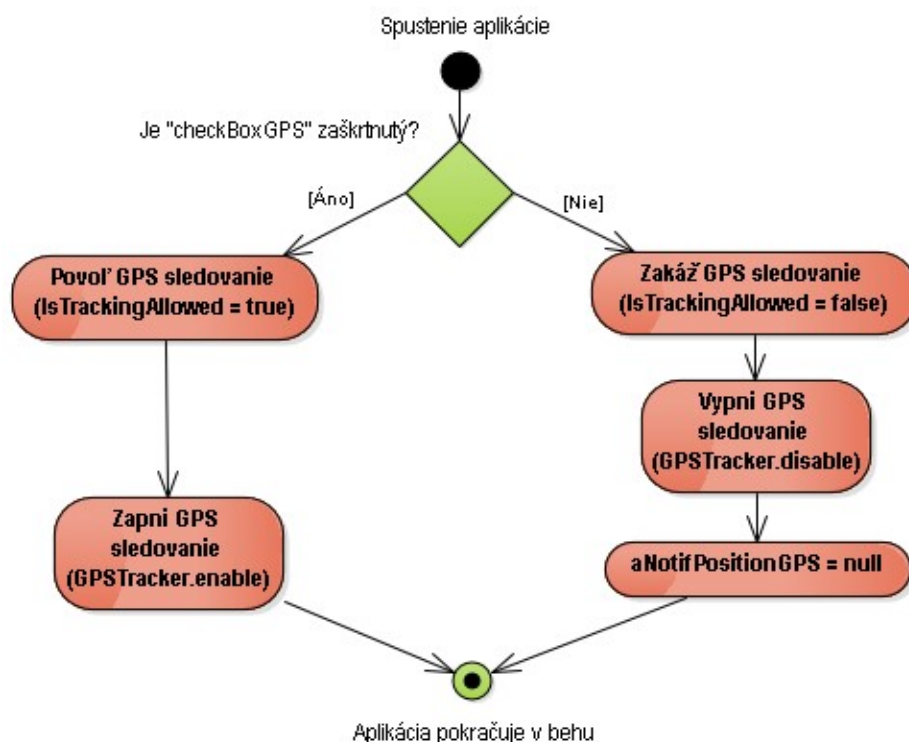 Spustenie aplikácie
Je "checkBoxGPS" zaškrtnutý?
[Áno]
[Nie]
Povoľ GPS sledovanie
(IsTrackingAllowed = true)
Zakáž GPS sledovanie
(IsTrackingAllowed = false)
Vypni GPS
sledovanie
(GPSTracker.disable)
Zapni GPS
sledovanie
(GPSTracker.enable)
aNotifPositionGPS = null
Aplikácia pokračuje v behu